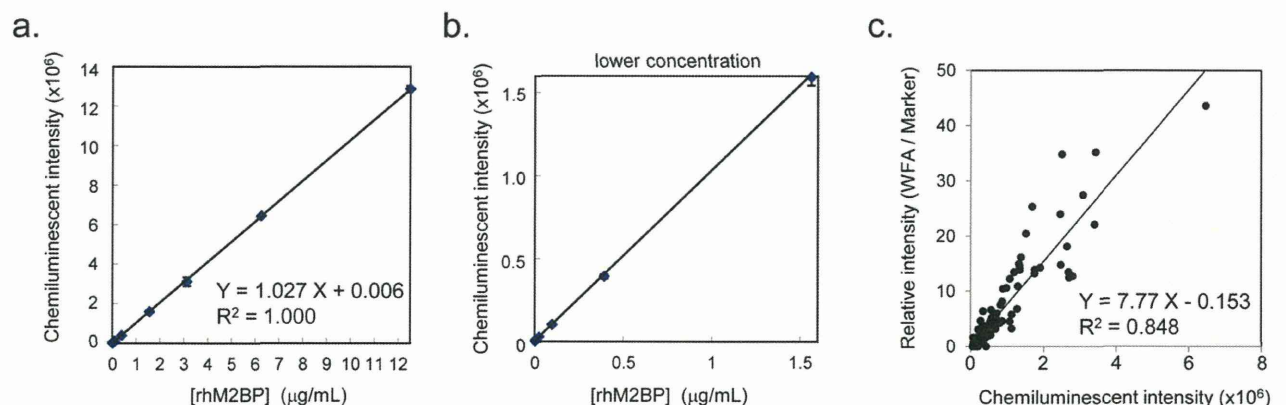 a.
Chemiluminescent intensity (x10⁶)
14
12
10
8
6
4
2
0
0 1 2 3 4 5 6 7 8 9 10 11 12
Y = 1.027 X + 0.006
R² = 1.000
[rhM2BP] (μg/mL)
b.
lower concentration
Chemiluminescent intensity (x10⁶)
1.5
1.0
0.5
0
0 0.5 1 1.5
[rhM2BP] (μg/mL)
c.
Relative intensity (WFA / Marker)
50
40
30
20
10
0
0 2 4 6 8
Y = 7.77 X - 0.153
R² = 0.848
Chemiluminescent intensity (x10⁶)